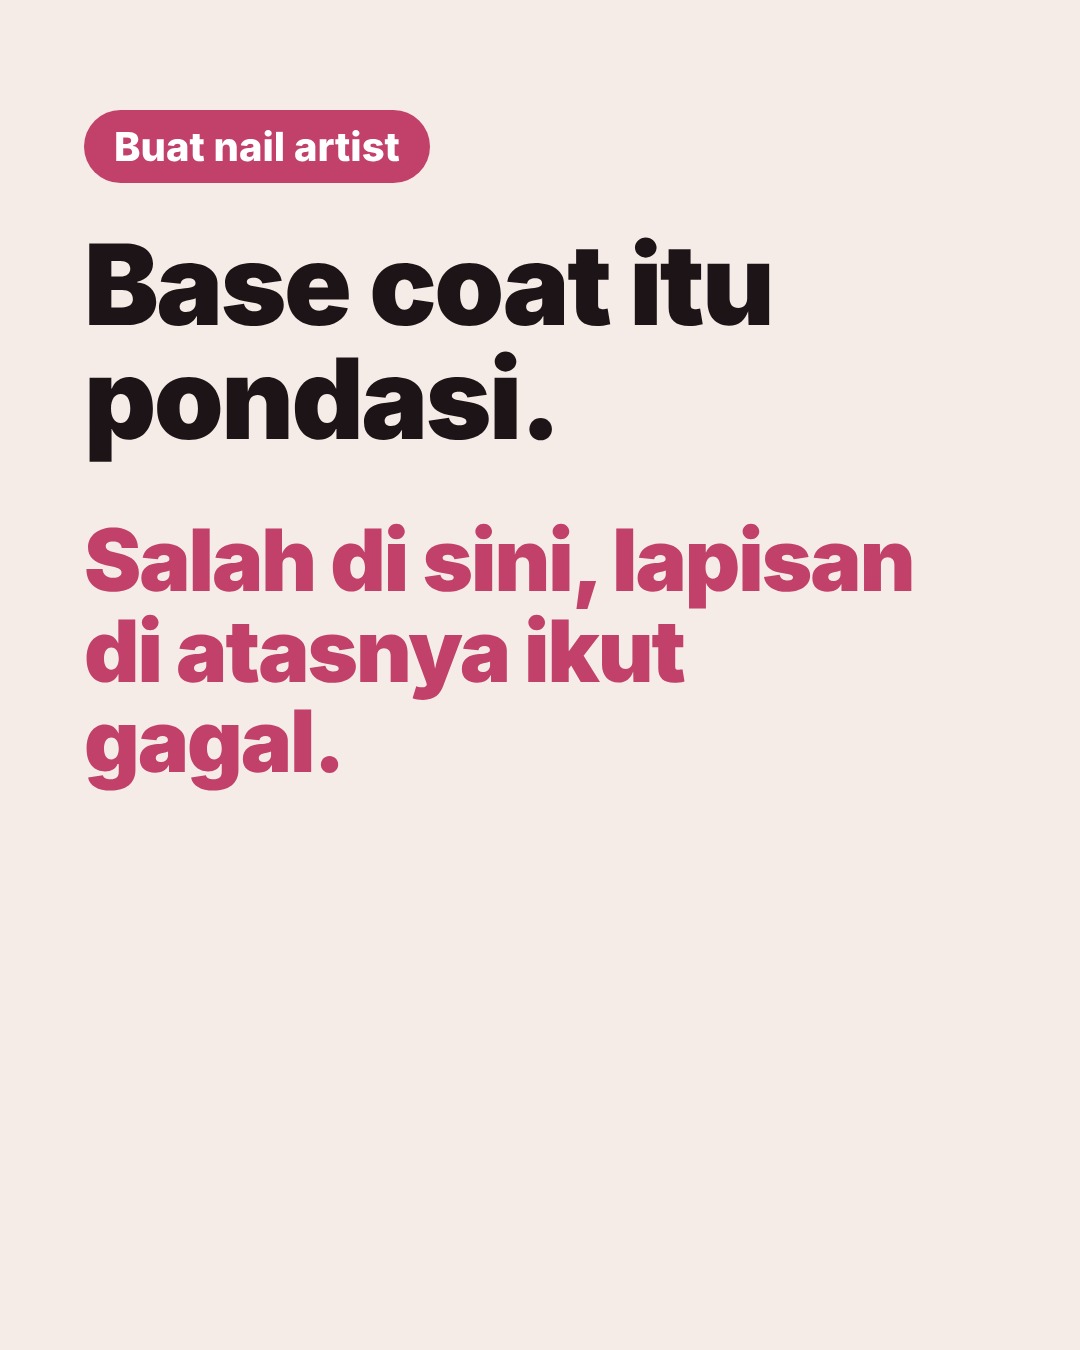 Buat nail artist
Base coat itu
pondasi.
Salah di sini, lapisan
di atasnya ikut
gagal.